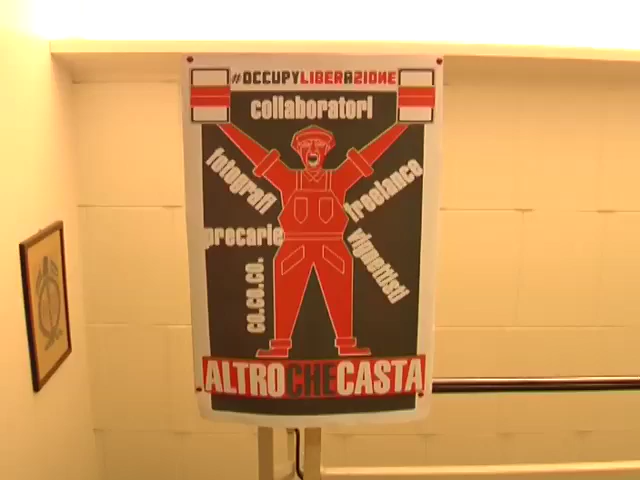 #OCCUPYLIBERAZIONE
collaboratori
fotografi
freelance
precarie
vignettisti
co.co.co.
ALTROCHECASTA